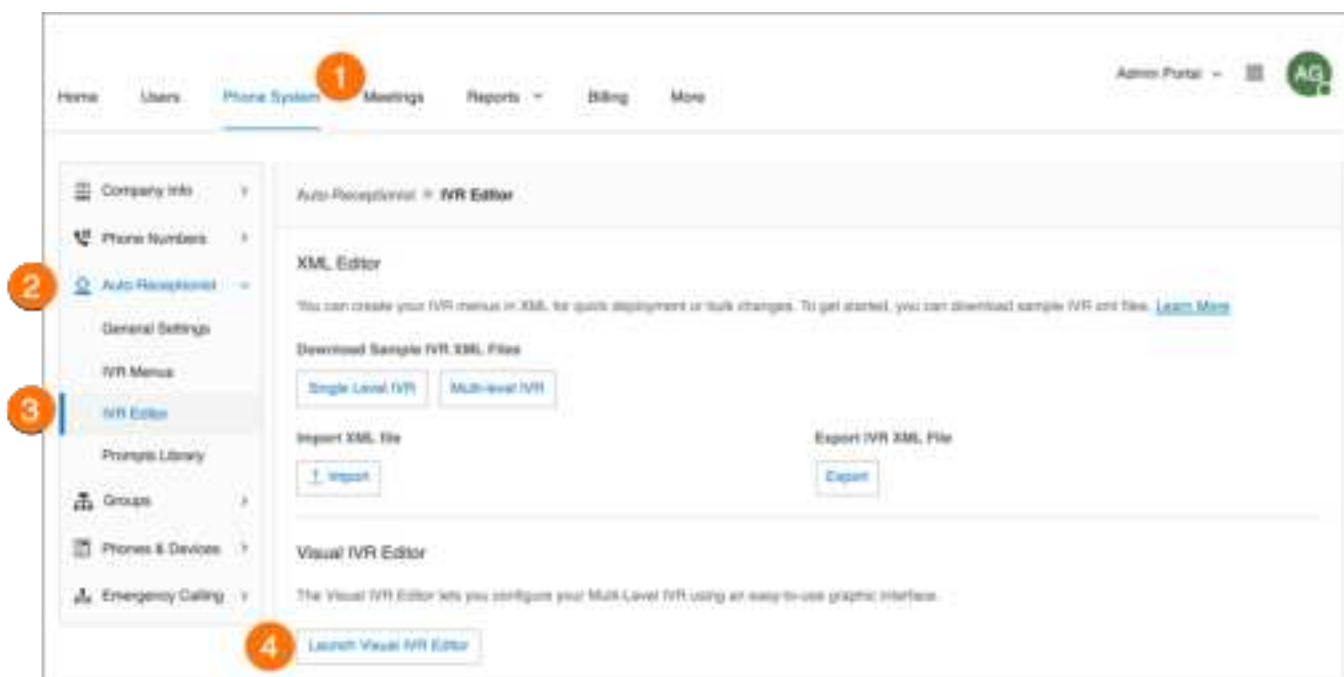 1
Admin Portal
AG
Home Users Phone System Meetings Reports Billing More
Company Info
Phone Numbers
2
Auto-Receptionist
General Settings
IVR Menus
3
IVR Editor
Prompts Library
Groups
Phones & Devices
Emergency Calling
Auto-Receptionist IVR Editor
XML Editor
You can create your IVR menus in XML for quick deployment or bulk changes. To get started, you can download sample IVR xml files. Learn More
Download Sample IVR XML Files
Single Level IVR Multi-level IVR
Import XML file Export IVR XML File
Import Export
Visual IVR Editor
The Visual IVR Editor lets you configure your Multi-Level IVR using an easy-to-use graphic interface.
4
Launch Visual IVR Editor